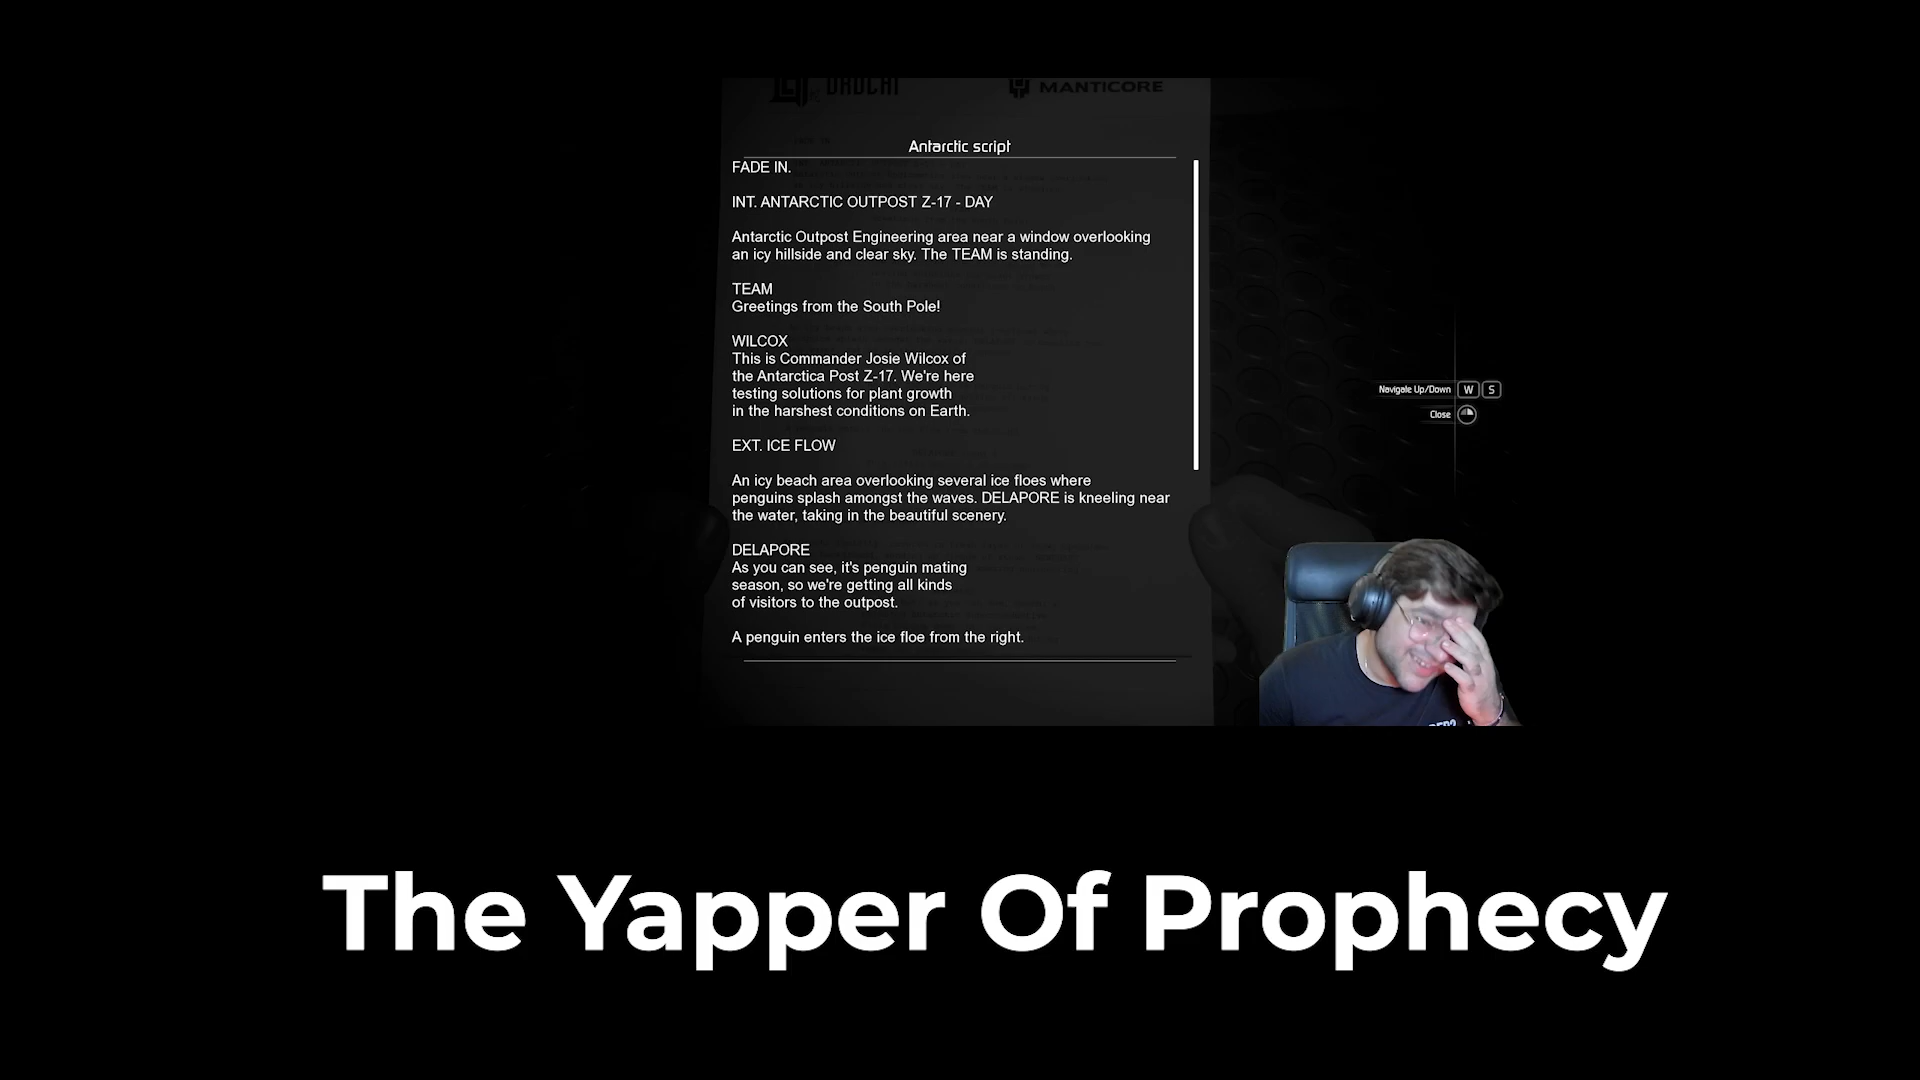 MANTICORE
Antarctic script
FADE IN.
INT. ANTARCTIC OUTPOST Z-17 - DAY
Antarctic Outpost Engineering area near a window overlooking
an icy hillside and clear sky. The TEAM is standing.
TEAM
Greetings from the South Pole!
WILCOX
This is Commander Josie Wilcox of
the Antarctica Post Z-17. We're here
testing solutions for plant growth
in the harshest conditions on Earth.
EXT. ICE FLOW
An icy beach area overlooking several ice floes where
penguins splash amongst the waves. DELAPORE is kneeling near
the water, taking in the beautiful scenery.
DELAPORE
As you can see, it's penguin mating
season, so we're getting all kinds
of visitors to the outpost.
A penguin enters the ice floe from the right.
Navigate Up/Down W S
Close
The Yapper Of Prophecy